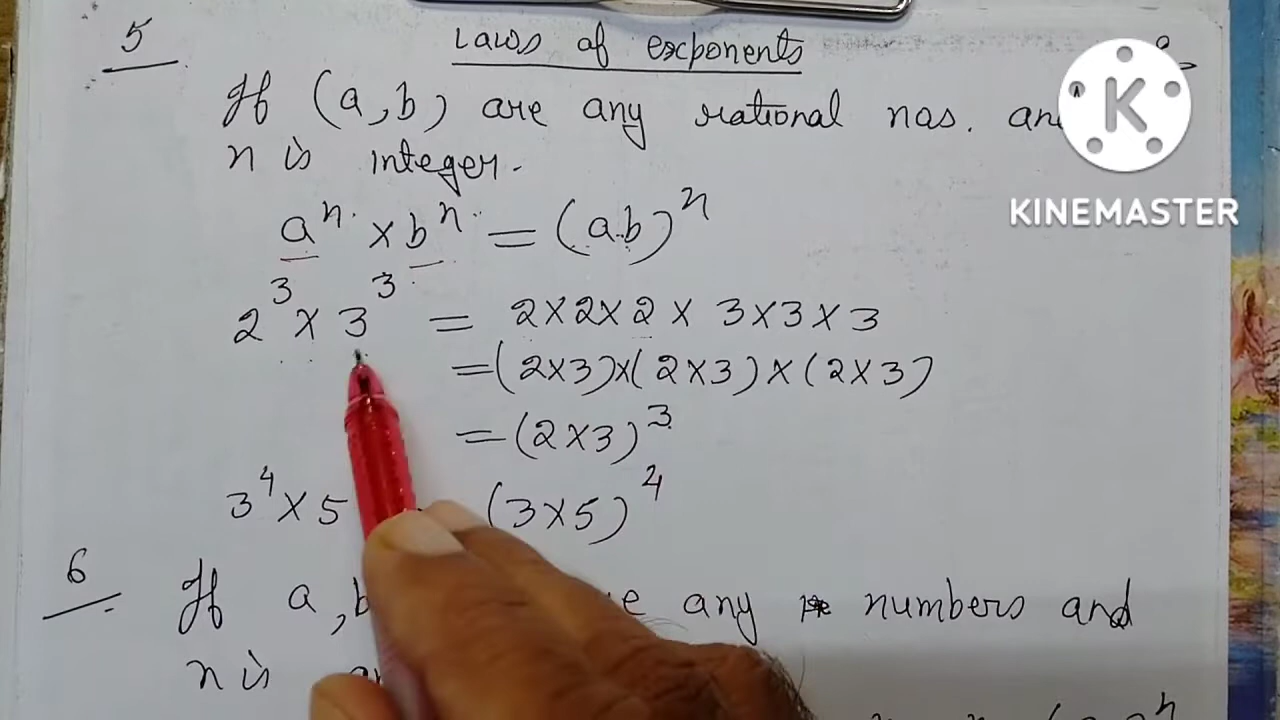 5 Laws of exponents
If (a,b) are any rational nos. an
n is integer.
aⁿ × bⁿ = (ab)ⁿ
2³ × 3³ = 2×2×2 × 3×3×3
=(2×3)×(2×3)×(2×3)
=(2×3)³
3⁴×5 (3×5)⁴
6 If a,b any numbers and
n is
K
KINEMASTER